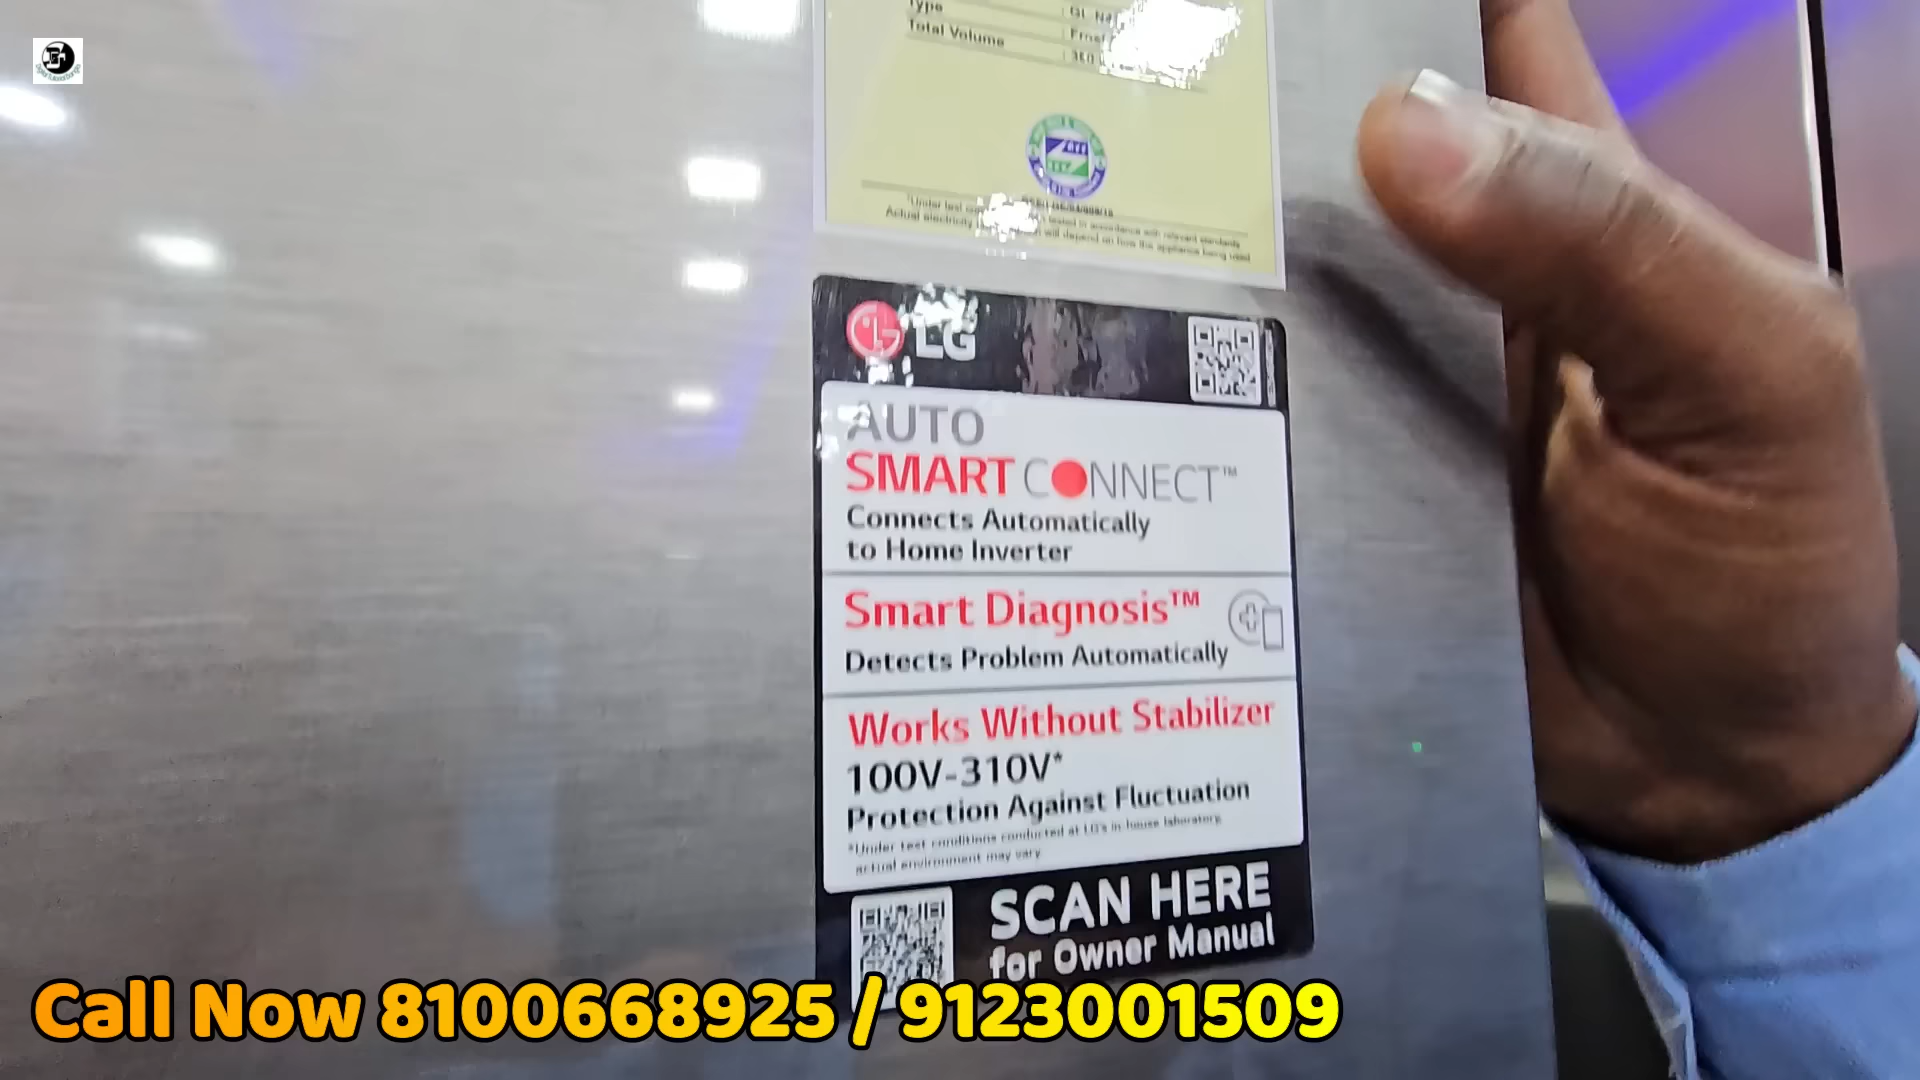 Type
Total Volume
LG
AUTO
SMART CONNECT™
Connects Automatically
to Home Inverter
Smart Diagnosis™
Detects Problem Automatically
Works Without Stabilizer
100V-310V*
Protection Against Fluctuation
*Under test conditions conducted at LG's in-house laboratory,
actual environment may vary
SCAN HERE
for Owner Manual
Call Now 8100668925 / 9123001509